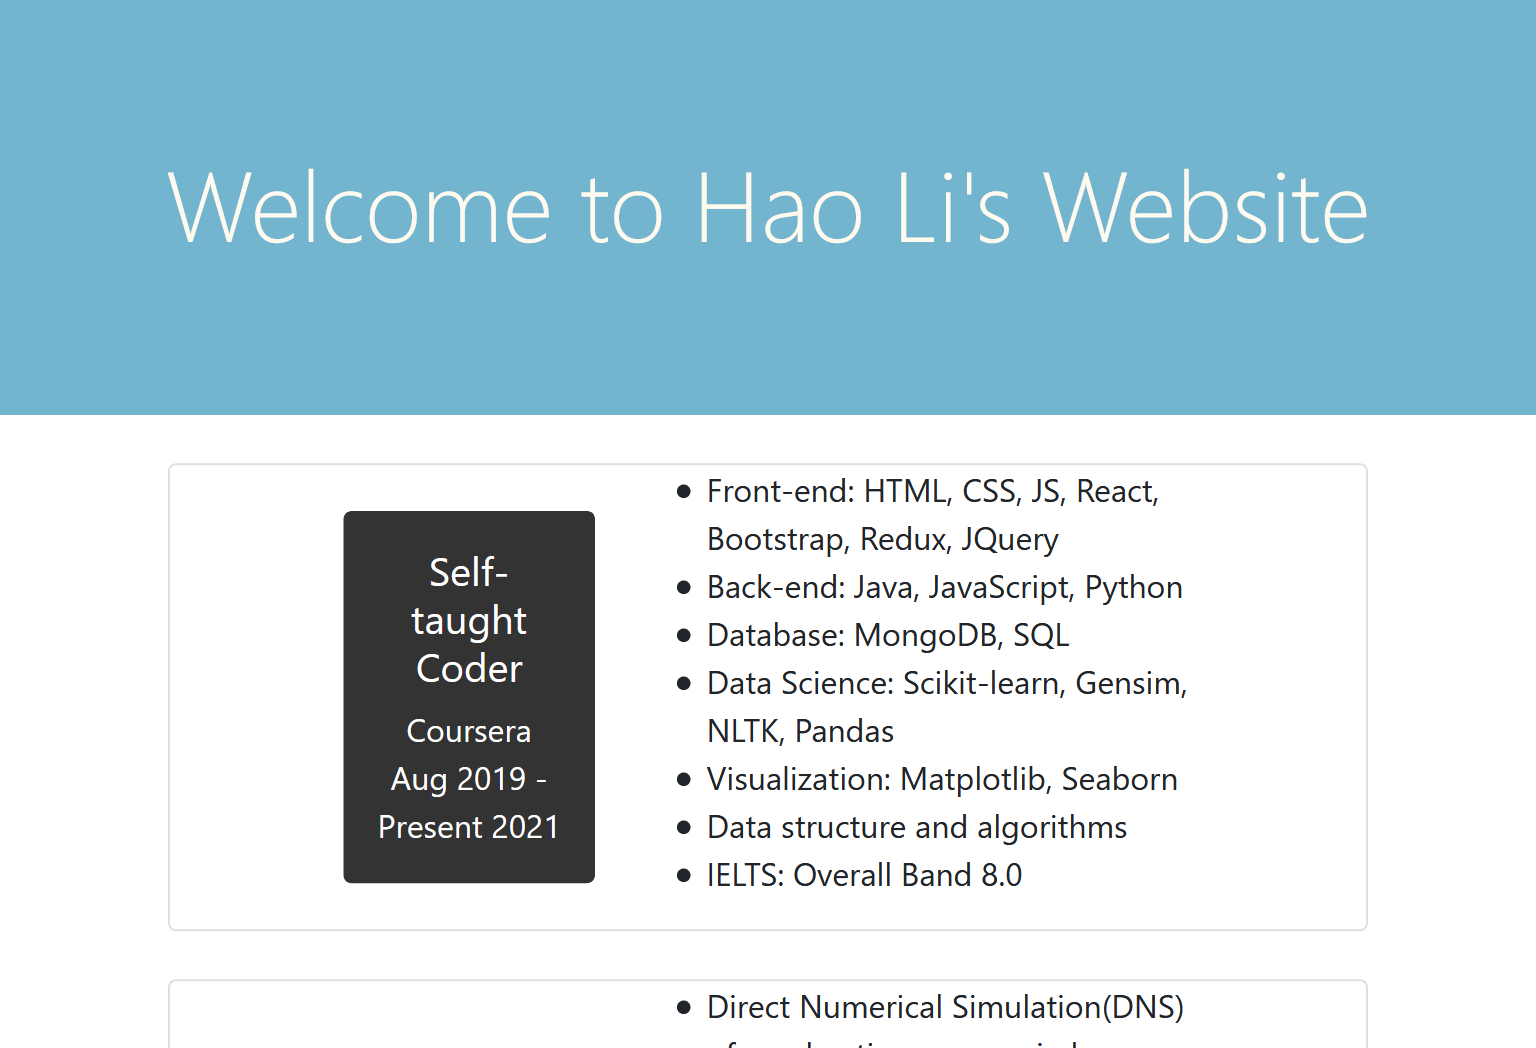 Welcome to Hao Li's Website
Self-
taught
Coder
Coursera
Aug 2019 -
Present 2021
Front-end: HTML, CSS, JS, React,
Bootstrap, Redux, JQuery
Back-end: Java, JavaScript, Python
Database: MongoDB, SQL
Data Science: Scikit-learn, Gensim,
NLTK, Pandas
Visualization: Matplotlib, Seaborn
Data structure and algorithms
IELTS: Overall Band 8.0
Direct Numerical Simulation(DNS)